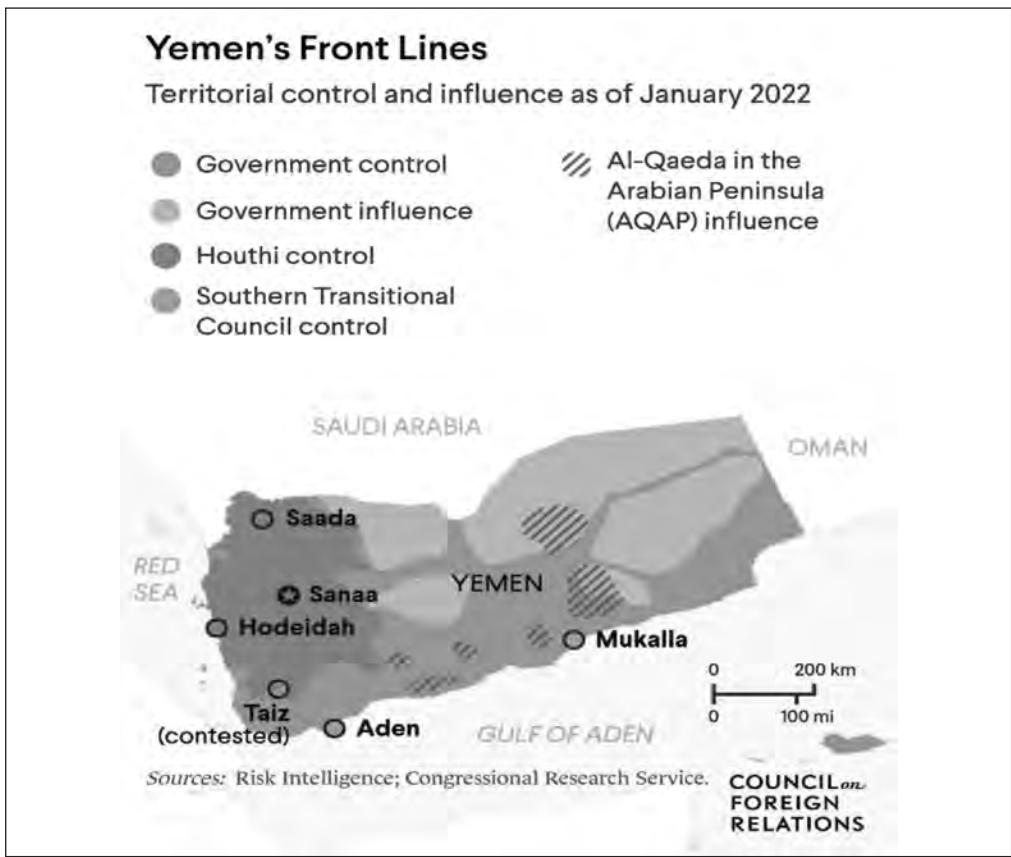 Yemen's Front Lines
Territorial control and influence as of January 2022
Government control
Government influence
Houthi control
Southern Transitional
Council control
Al-Qaeda in the
Arabian Peninsula
(AQAP) influence
SAUDI ARABIA
OMAN
Saada
RED
SEA
Sanaa
YEMEN
Hodeidah
Mukalla
0 200 km
0 100 mi
Taiz
(contested)
Aden
GULF OF ADEN
Sources: Risk Intelligence; Congressional Research Service.
COUNCIL on
FOREIGN
RELATIONS